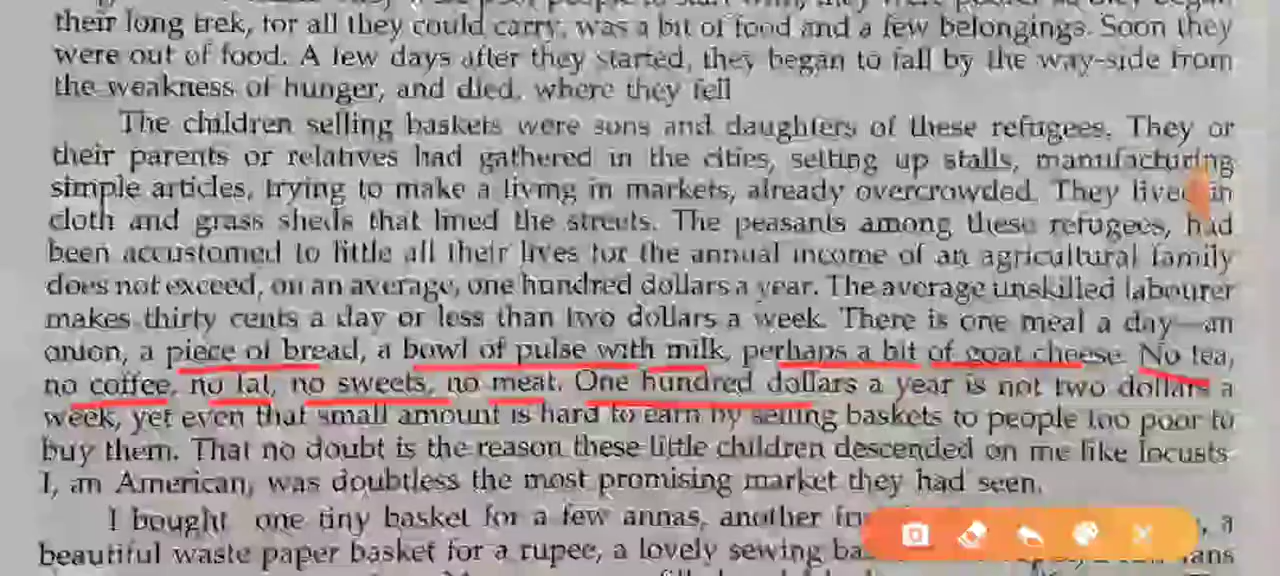 their long trek, for all they could carry, was a bit of food and a few belongings. Soon they
were out of food. A few days after they started, they began to fall by the way-side from
the weakness of hunger, and died, where they fell
The children selling baskets were sons and daughters of these refugees. They or
their parents or relatives had gathered in the cities, setting up stalls, manufacturing
simple articles, trying to make a living in markets, already overcrowded. They lived in
cloth and grass sheds that lined the streets. The peasants among these refugees, had
been accustomed to little all their lives for the annual income of an agricultural family
does not exceed, on an average, one hundred dollars a year. The average unskilled labourer
makes thirty cents a day or less than two dollars a week. There is one meal a day—an
onion, a piece of bread, a bowl of pulse with milk, perhaps a bit of goat cheese. No tea,
no coffee, no fat, no sweets, no meat. One hundred dollars a year is not two dollars a
week, yet even that small amount is hard to earn by selling baskets to people too poor to
buy them. That no doubt is the reason these little children descended on me like locusts.
I, an American, was doubtless the most promising market they had seen.
I bought one tiny basket for a few annas, another a
beautiful waste paper basket for a rupee, a lovely sewing